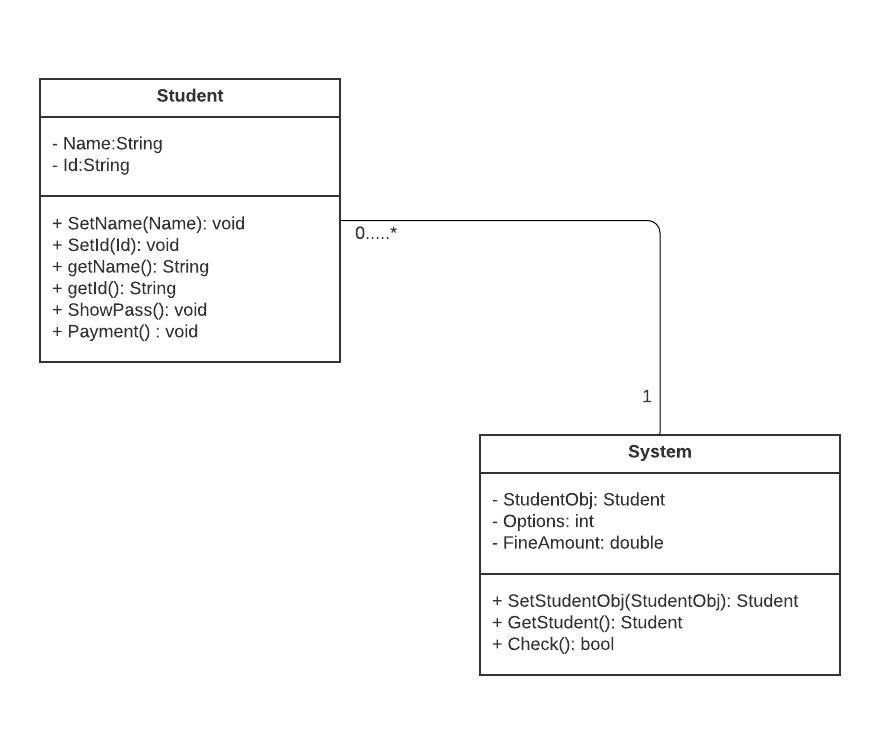 Student
- Name:String
- Id:String
+ SetName(Name): void
+ SetId(Id): void
+ getName(): String
+ getId(): String
+ ShowPass(): void
+ Payment() : void
0.....*
1
System
- StudentObj: Student
- Options: int
- FineAmount: double
+ SetStudentObj(StudentObj): Student
+ GetStudent(): Student
+ Check(): bool